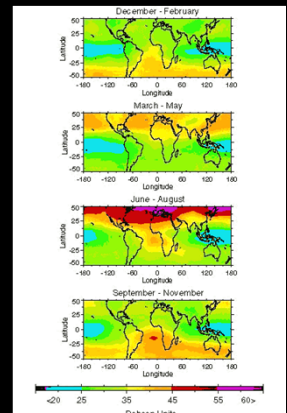 December - February
50
25
0
-25
-50
Latitude
-180 -120 -60 0 60 120 180
Longitude
March - May
50
25
0
-25
-50
Latitude
-180 -120 -60 0 60 120 180
Longitude
June - August
50
25
0
-25
-50
Latitude
-180 -120 -60 0 60 120 180
Longitude
September - November
50
25
0
-25
-50
Latitude
-180 -120 -60 0 60 120 180
Longitude
<20 25 35 45 55 60>
Dobson Units